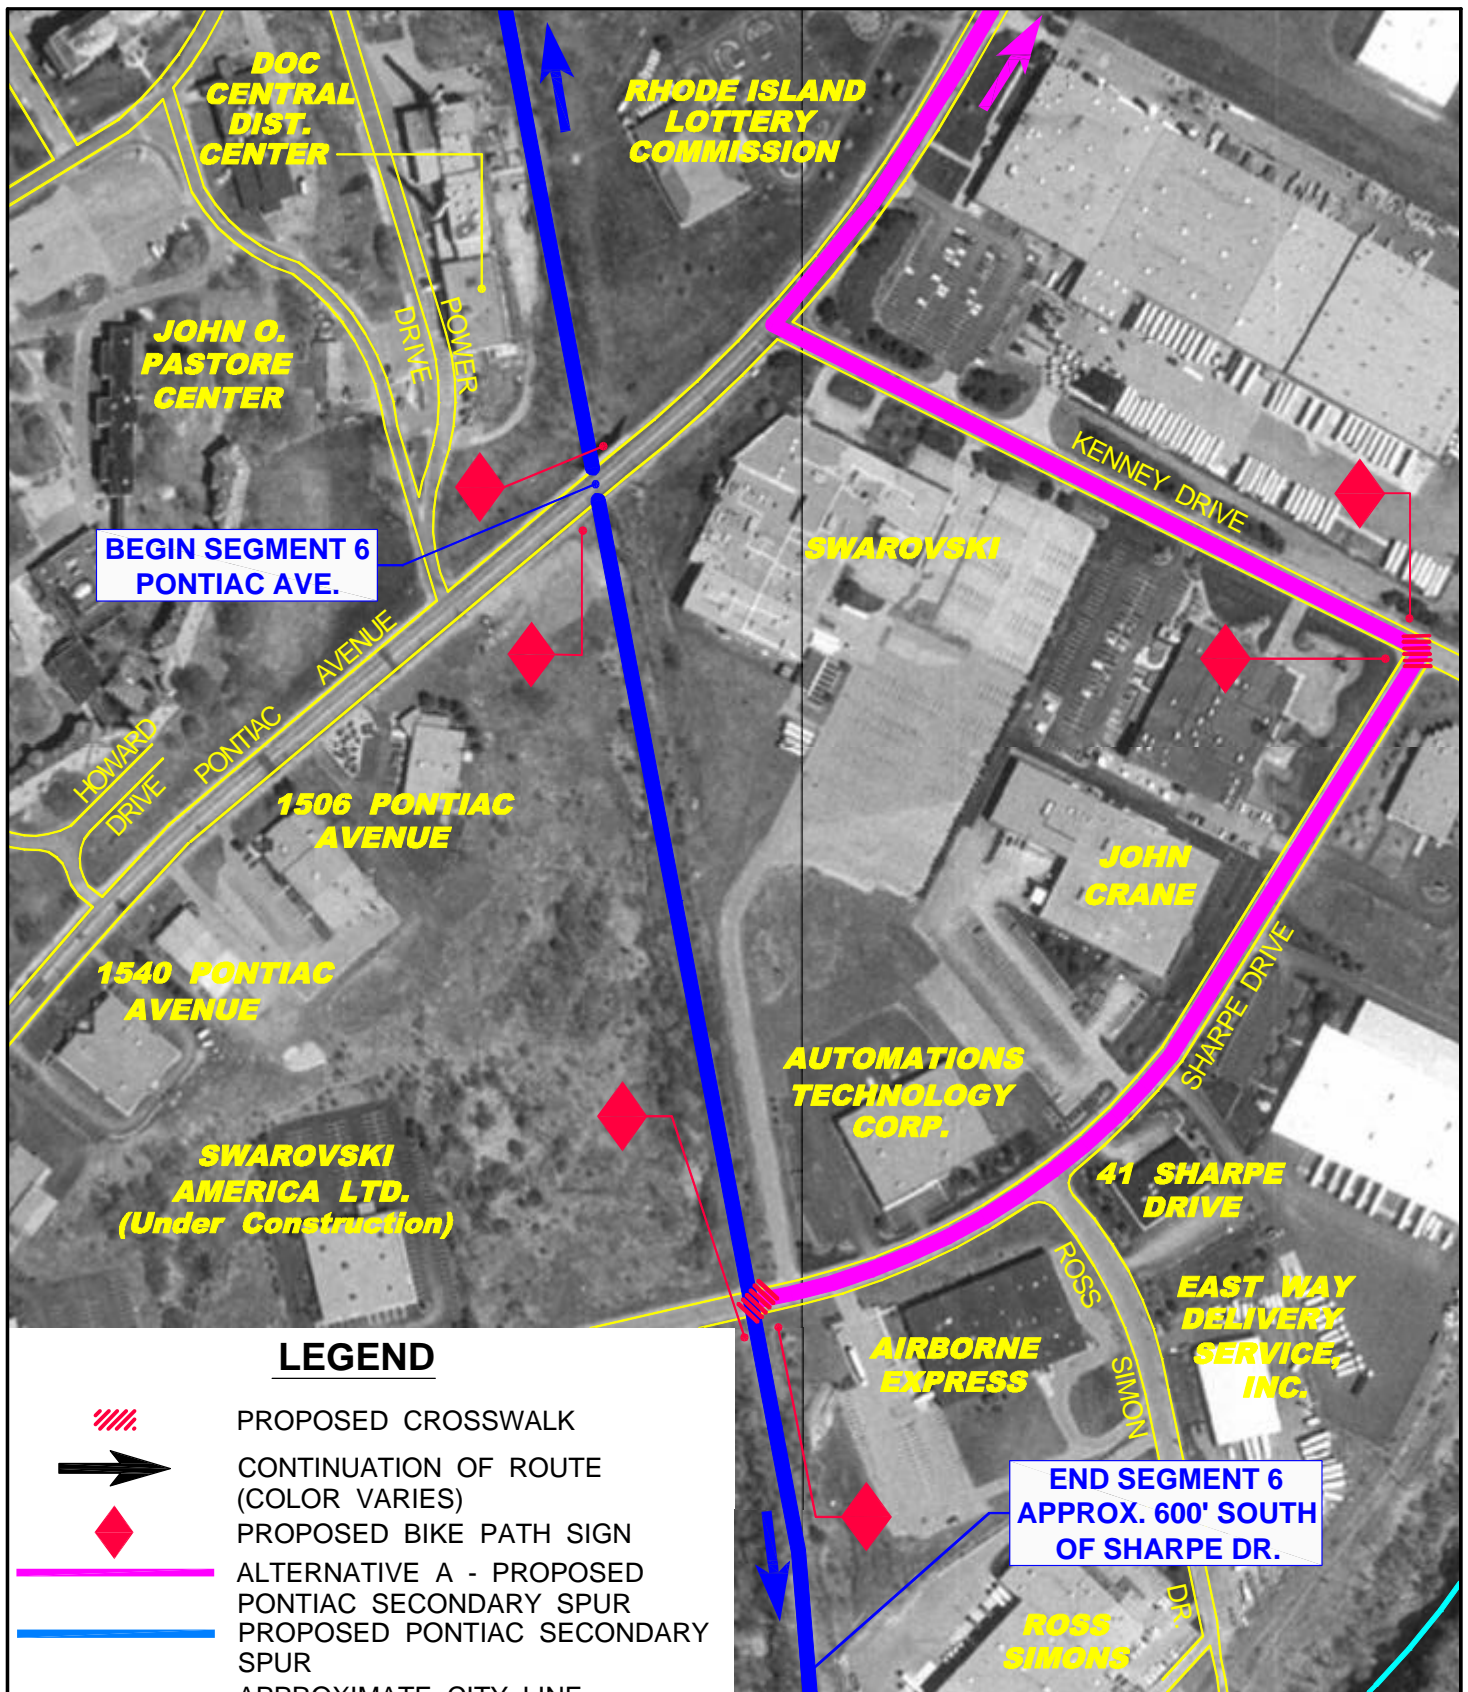 DOC
CENTRAL
DIST.
CENTER
RHODE ISLAND
LOTTERY
COMMISSION
JOHN O.
PASTORE
CENTER
POWER
DRIVE
KENNEY DRIVE
SWAROVSKI
BEGIN SEGMENT 6
PONTIAC AVE.
PONTIAC AVENUE
HOWARD
DRIVE
1506 PONTIAC
AVENUE
JOHN
CRANE
1540 PONTIAC
AVENUE
SHARPE DRIVE
AUTOMATIONS
TECHNOLOGY
CORP.
SWAROVSKI
AMERICA LTD.
(Under Construction)
41 SHARPE
DRIVE
ROSS SIMON DR.
EAST WAY
DELIVERY
SERVICE,
INC.
AIRBORNE
EXPRESS
END SEGMENT 6
APPROX. 600' SOUTH
OF SHARPE DR.
ROSS
SIMONS
LEGEND
PROPOSED CROSSWALK
CONTINUATION OF ROUTE
(COLOR VARIES)
PROPOSED BIKE PATH SIGN
ALTERNATIVE A - PROPOSED
PONTIAC SECONDARY SPUR
PROPOSED PONTIAC SECONDARY
SPUR
APPROXIMATE CITY LINE